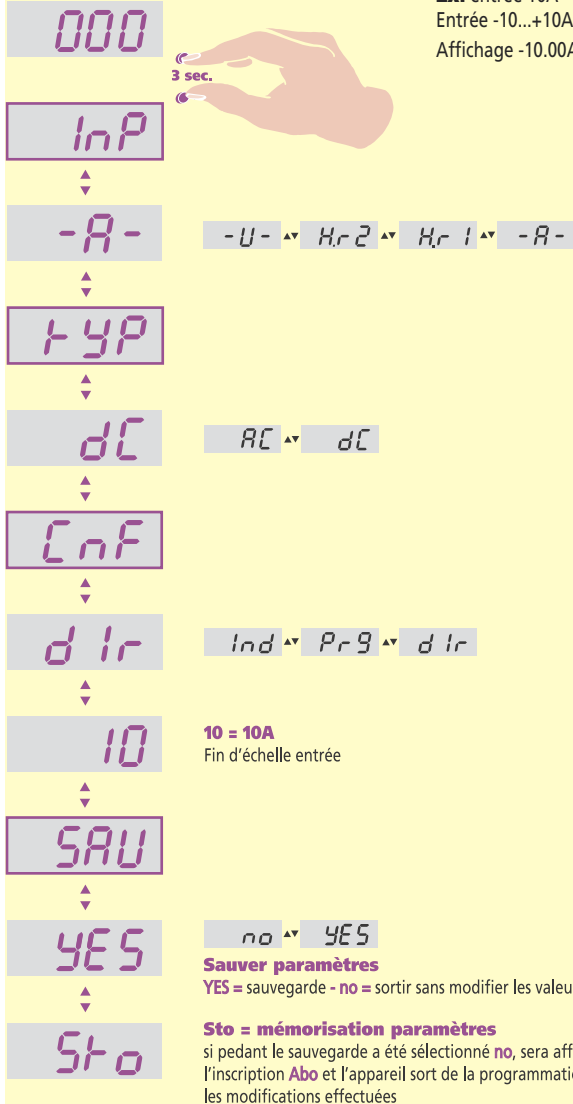 Entrée -10...+10A
000
Affichage -10.00A
3 sec.
InP
-A-
-U- H.r2 H.r1 -A-
tYP
dC
AC dC
CnF
dIr
Ind Prg dIr
10
10 = 10A
Fin d'échelle entrée
SAU
YES
no YES
Sauver paramètres
YES = sauvegarde - no = sortir sans modifier les
Sto
Sto = mémorisation paramètres
si pedant le sauvegarde a été sélectionné no, sera
l'inscription Abo et l'appareil sort de la
les modifications effectuées